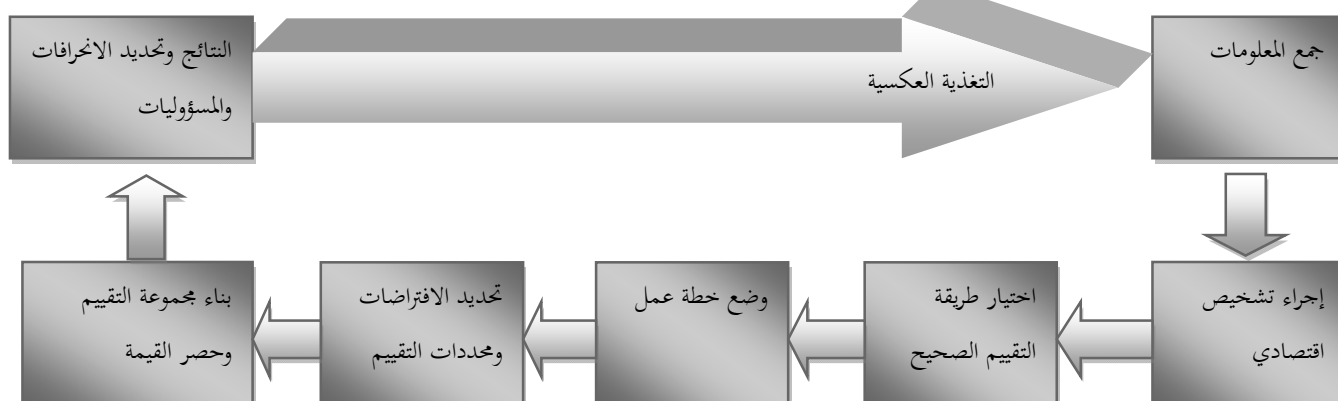 جمع المعلومات
التغذية العكسية
النتائج وتحديد الانحرافات
والمسؤوليات
إجراء تشخيص
اقتصادي
اختيار طريقة
التقييم الصحيح
وضع خطة عمل
تحديد الافتراضات
ومحددات التقييم
بناء مجموعة التقييم
وحصر القيمة